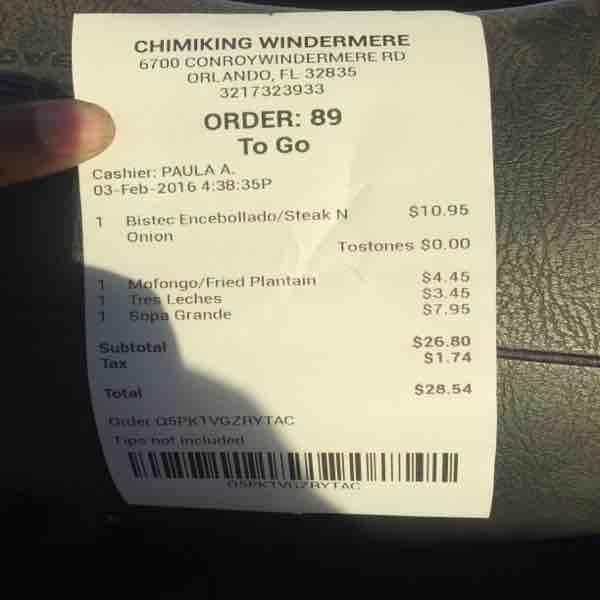 CHIMIKING WINDERMERE
6700 CONROYWINDERMERE RD
ORLANDO, FL 32835
3217323933
ORDER: 89
To Go
Cashier: PAULA A.
03-Feb-2016 4:38:35P
1 Bistec Encebollado/Steak N $10.95
Onion
Tostones $0.00
1 Mofongo/Fried Plantain $4.45
1 Tres Leches $3.45
1 Sopa Grande $7.95
Subtotal $26.80
Tax $1.74
Total $28.54
Order Q5PK1VGZRYTAC
Tips not included
Q5PK1VGZRYTAC